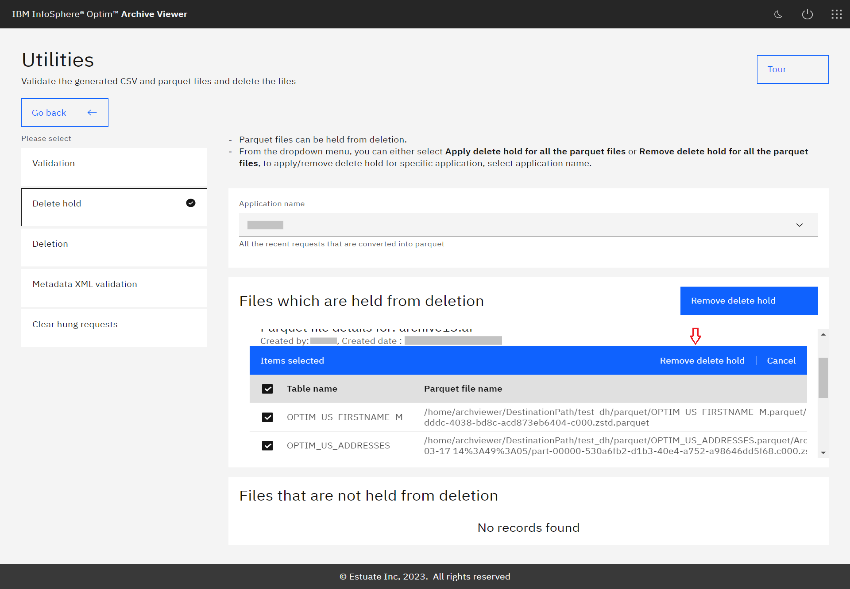 IBM InfoSphere® Optim™ Archive Viewer
Utilities
Validate the generated CSV and parquet files and delete the files
Tour
Go back
Please select
Validation
Delete hold
Deletion
Metadata XML validation
Clear hung requests
- Parquet files can be held from deletion.
- From the dropdown menu, you can either select Apply delete hold for all the parquet files or Remove delete hold for all the parquet
files, to apply/remove delete hold for specific application, select application name.
Application name
All the recent requests that are converted into parquet
Files which are held from deletion
Remove delete hold
Parquet file details for: archive15.af
Created by: , Created date :
Items selected
Remove delete hold
Cancel
Table name
Parquet file name
OPTIM_US_FIRSTNAME_M
/home/archviewer/DestinationPath/test_dh/parquet/OPTIM_US_FIRSTNAME_M.parquet/
dddc-4038-bd8c-acd873eb6404-c000.zstd.parquet
OPTIM_US_ADDRESSES
/home/archviewer/DestinationPath/test_dh/parquet/OPTIM_US_ADDRESSES.parquet/Arc
03-17 14%3A49%3A05/part-00000-530a6fb2-d1b3-40e4-a752-a98646dd5f68.c000.zs
Files that are not held from deletion
No records found
© Estuate Inc. 2023. All rights reserved